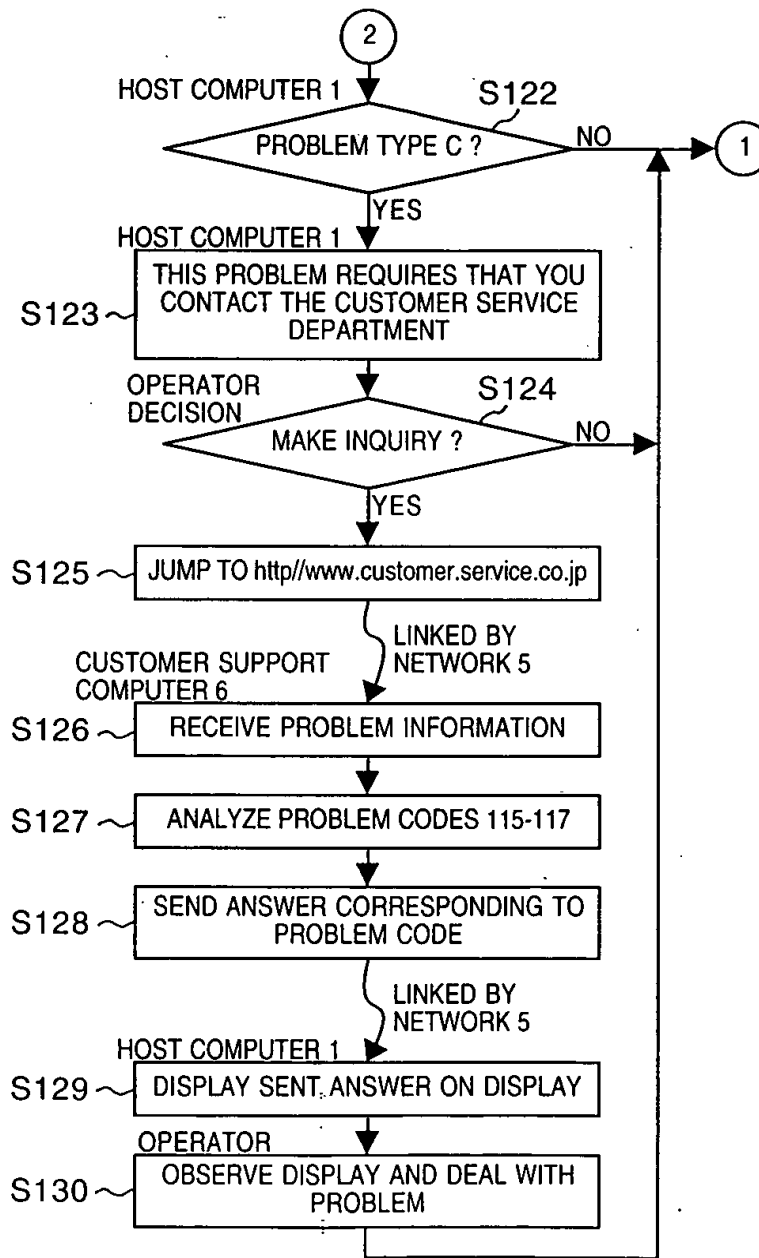 2
HOST COMPUTER 1
S122
PROBLEM TYPE C ?
NO
1
YES
HOST COMPUTER 1
S123
THIS PROBLEM REQUIRES THAT YOU
CONTACT THE CUSTOMER SERVICE
DEPARTMENT
OPERATOR
DECISION
S124
MAKE INQUIRY ?
NO
YES
S125
JUMP TO http//www.customer.service.co.jp
LINKED BY
NETWORK 5
CUSTOMER SUPPORT
COMPUTER 6
S126
RECEIVE PROBLEM INFORMATION
S127
ANALYZE PROBLEM CODES 115-117
S128
SEND ANSWER CORRESPONDING TO
PROBLEM CODE
LINKED BY
NETWORK 5
HOST COMPUTER 1
S129
DISPLAY SENT ANSWER ON DISPLAY
OPERATOR
S130
OBSERVE DISPLAY AND DEAL WITH
PROBLEM